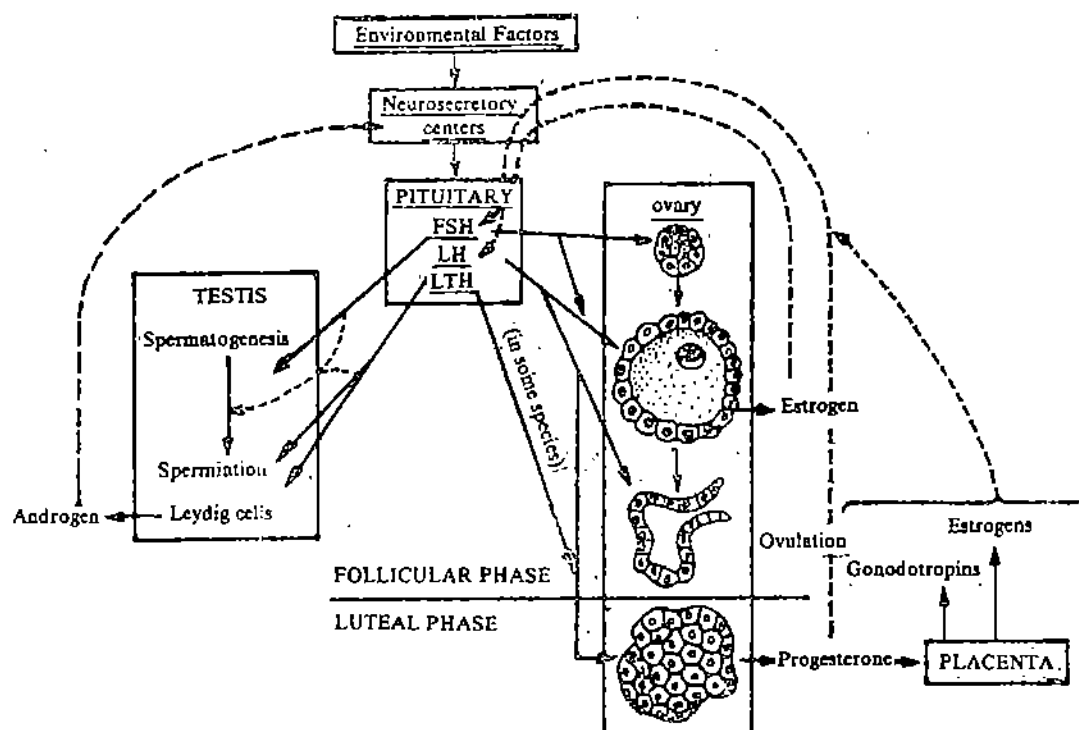 Environmental Factors
Neurosecretory
centers
PITUITARY
FSH
LH
LTH
ovary
TESTIS
Spermatogenesis
Spermiation
Leydig cells
Androgen
(in some species)
Estrogen
Ovulation
Estrogens
Gonodotropins
FOLLICULAR PHASE
LUTEAL PHASE
Progesterone
PLACENTA